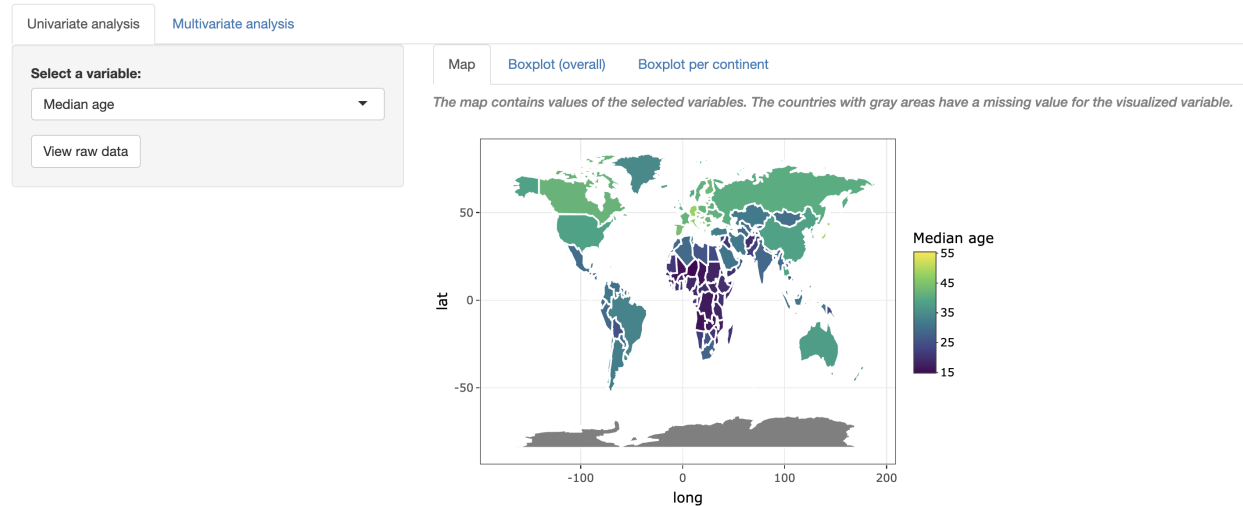 Univariate analysis
Multivariate analysis
Select a variable:
Median age
View raw data
Map
Boxplot (overall)
Boxplot per continent
The map contains values of the selected variables. The countries with gray areas have a missing value for the visualized variable.
50
0
-50
lat
-100
0
100
200
long
Median age
55
45
35
25
15